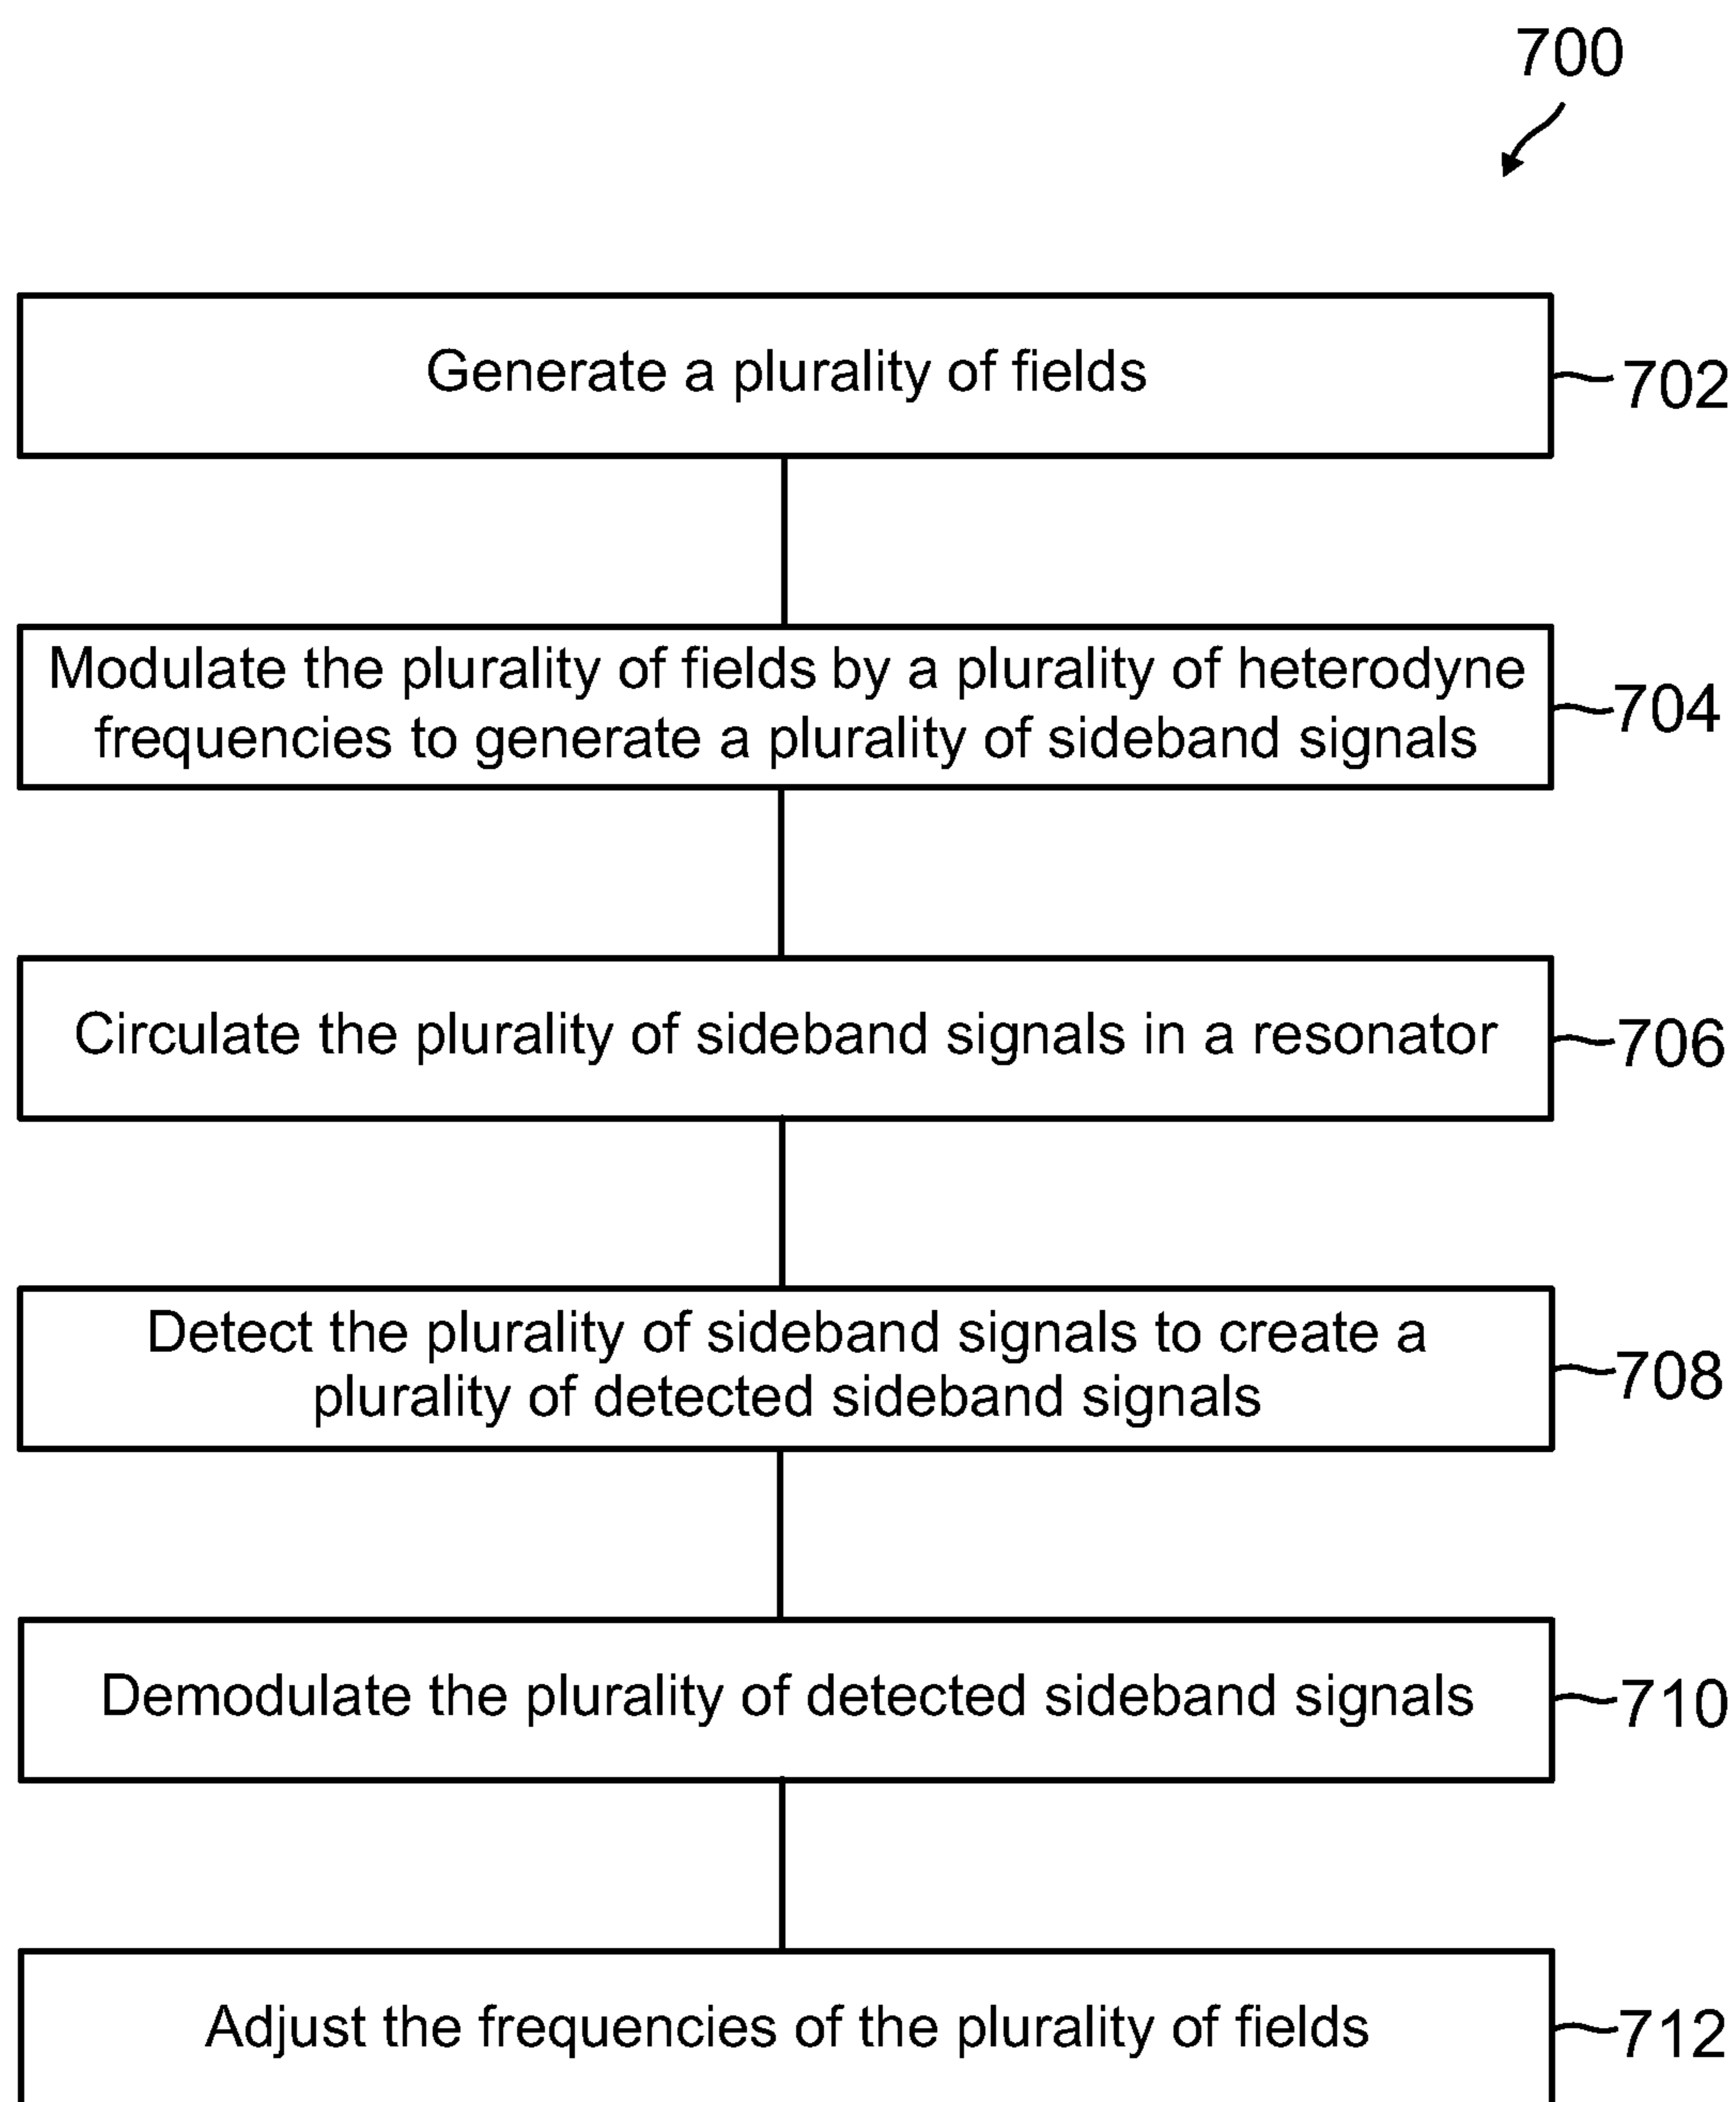 700
Generate a plurality of fields
702
Modulate the plurality of fields by a plurality of heterodyne
frequencies to generate a plurality of sideband signals
704
Circulate the plurality of sideband signals in a resonator
706
Detect the plurality of sideband signals to create a
plurality of detected sideband signals
708
Demodulate the plurality of detected sideband signals
710
Adjust the frequencies of the plurality of fields
712